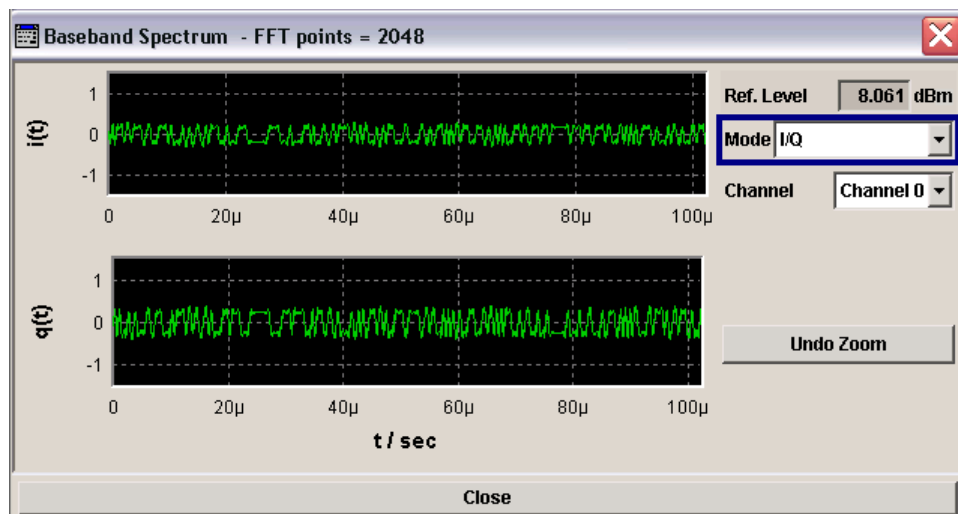 Baseband Spectrum - FFT points = 2048
i(t)
1
0
-1
0 20µ 40µ 60µ 80µ 100µ
q(t)
1
0
-1
0 20µ 40µ 60µ 80µ 100µ
t / sec
Ref. Level 8.061 dBm
Mode I/Q
Channel Channel 0
Undo Zoom
Close